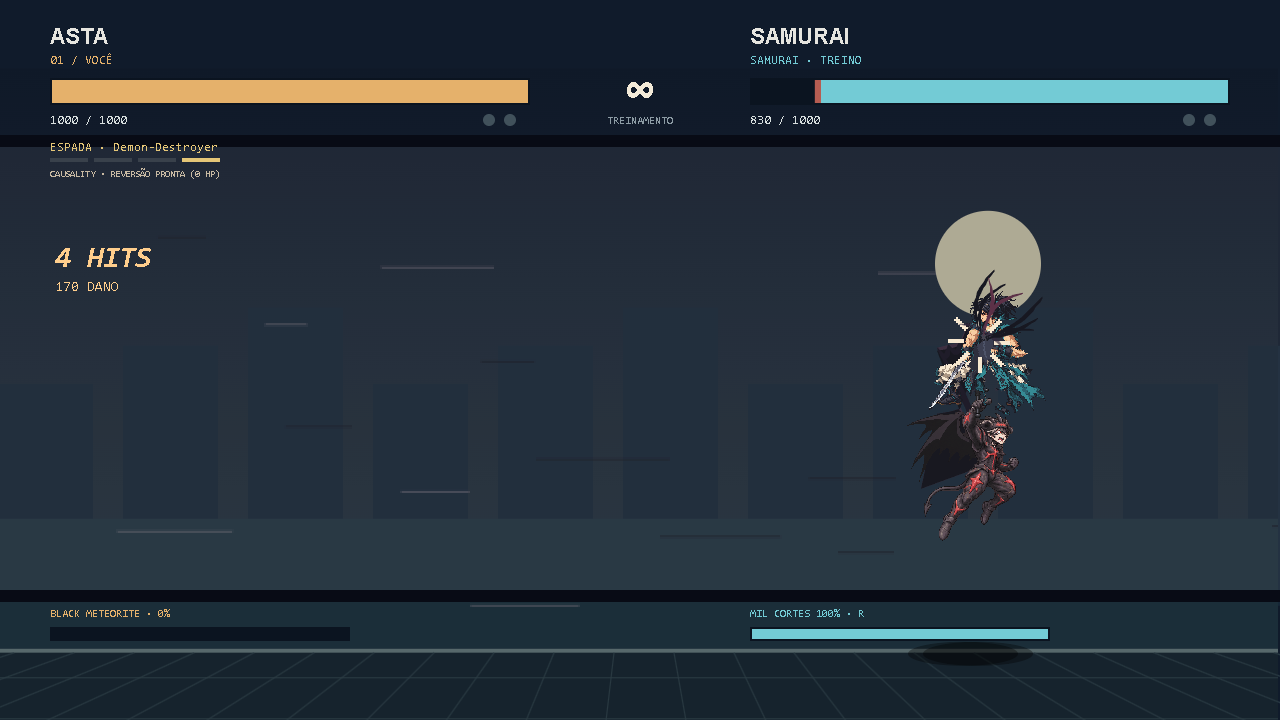 ASTA
01 / VOCÊ
1000 / 1000
∞
TREINAMENTO
SAMURAI
SAMURAI · TREINO
830 / 1000
ESPADA · Demon-Destroyer
CAUSALITY · REVERSÃO PRONTA (0 HP)
4 HITS
170 DANO
BLACK METEORITE · 0%
MIL CORTES 100% · R